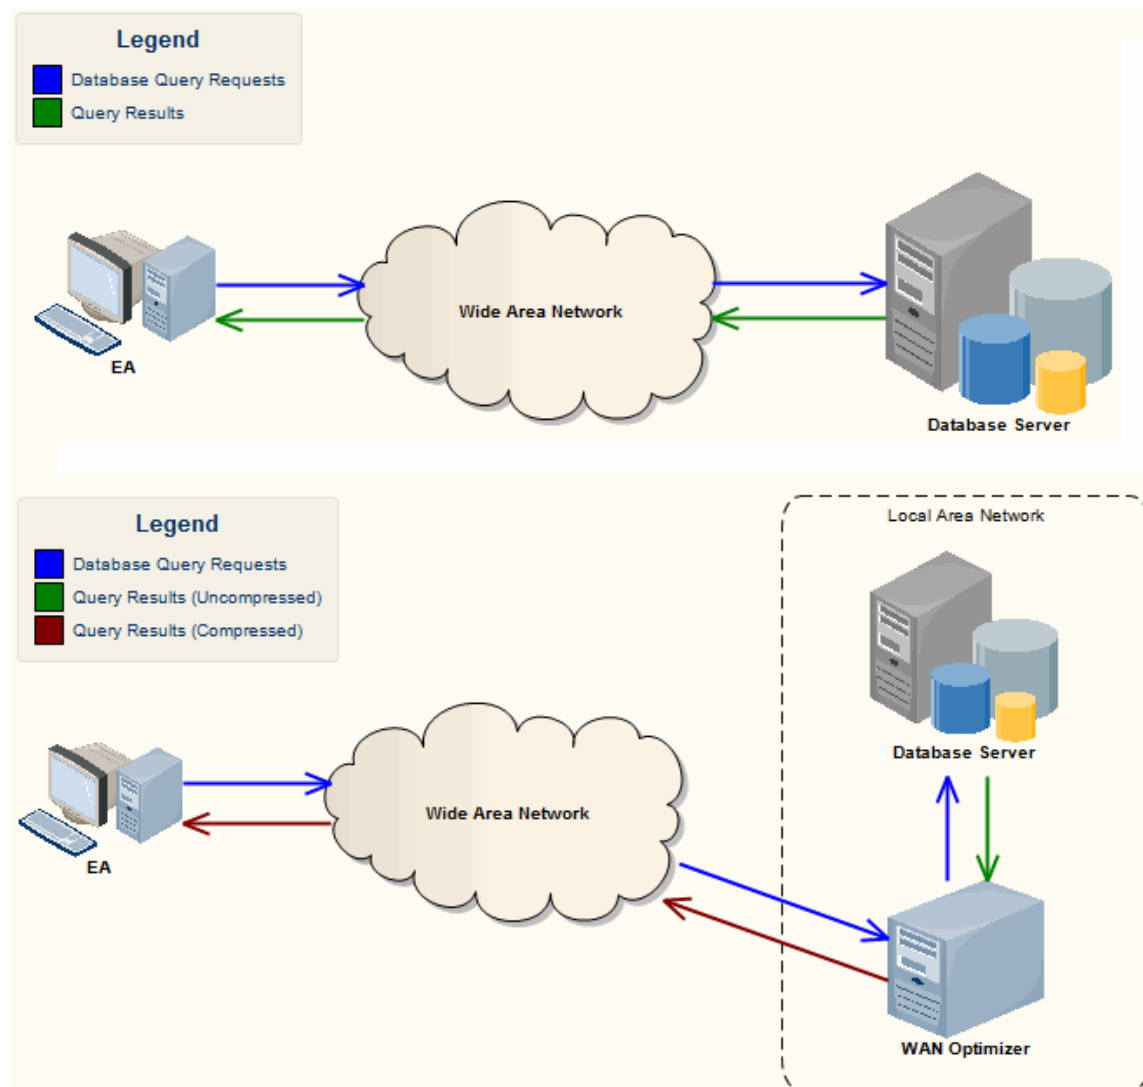 Legend
Database Query Requests
Query Results
Wide Area Network
EA
Database Server
Legend
Database Query Requests
Query Results (Uncompressed)
Query Results (Compressed)
Local Area Network
Database Server
Wide Area Network
EA
WAN Optimizer